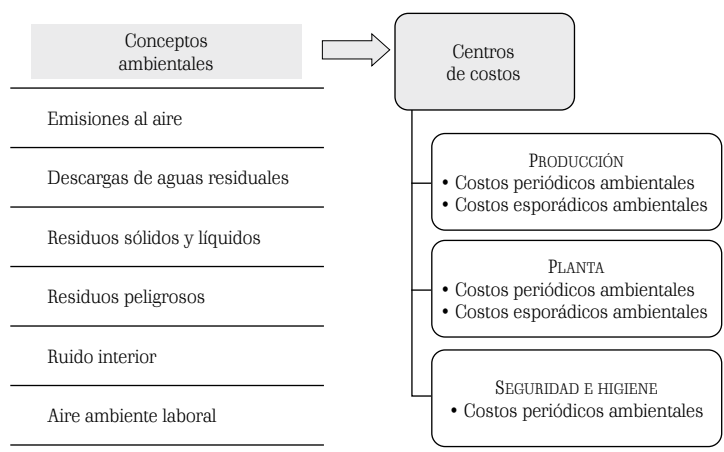 Conceptos
ambientales
Emisiones al aire
Descargas de aguas residuales
Residuos sólidos y líquidos
Residuos peligrosos
Ruido interior
Aire ambiente laboral
Centros
de costos
PRODUCCIÓN
• Costos periódicos ambientales
• Costos esporádicos ambientales
PLANTA
• Costos periódicos ambientales
• Costos esporádicos ambientales
SEGURIDAD E HIGIENE
• Costos periódicos ambientales